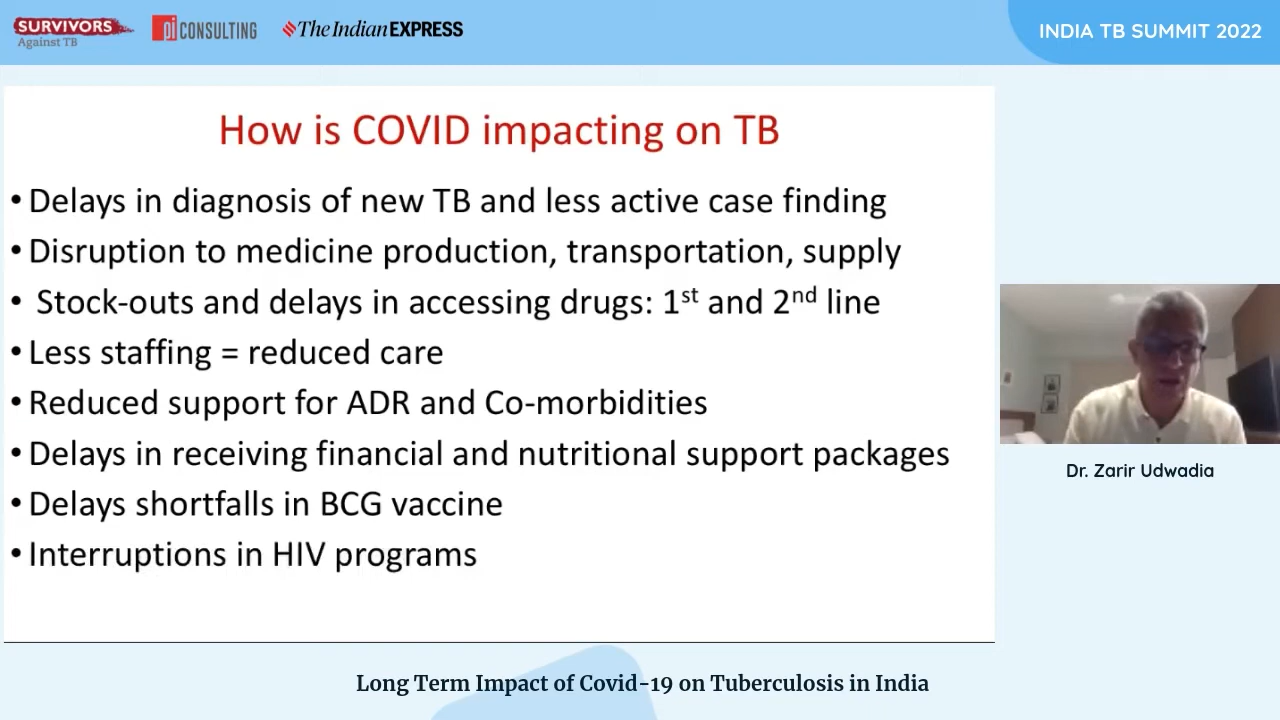 SURVIVORS
Against TB
pi CONSULTING
The Indian EXPRESS
INDIA TB SUMMIT 2022
How is COVID impacting on TB
• Delays in diagnosis of new TB and less active case finding
• Disruption to medicine production, transportation, supply
• Stock-outs and delays in accessing drugs: 1st and 2nd line
• Less staffing = reduced care
• Reduced support for ADR and Co-morbidities
• Delays in receiving financial and nutritional support packages
• Delays shortfalls in BCG vaccine
• Interruptions in HIV programs
Dr. Zarir Udwadia
Long Term Impact of Covid-19 on Tuberculosis in India